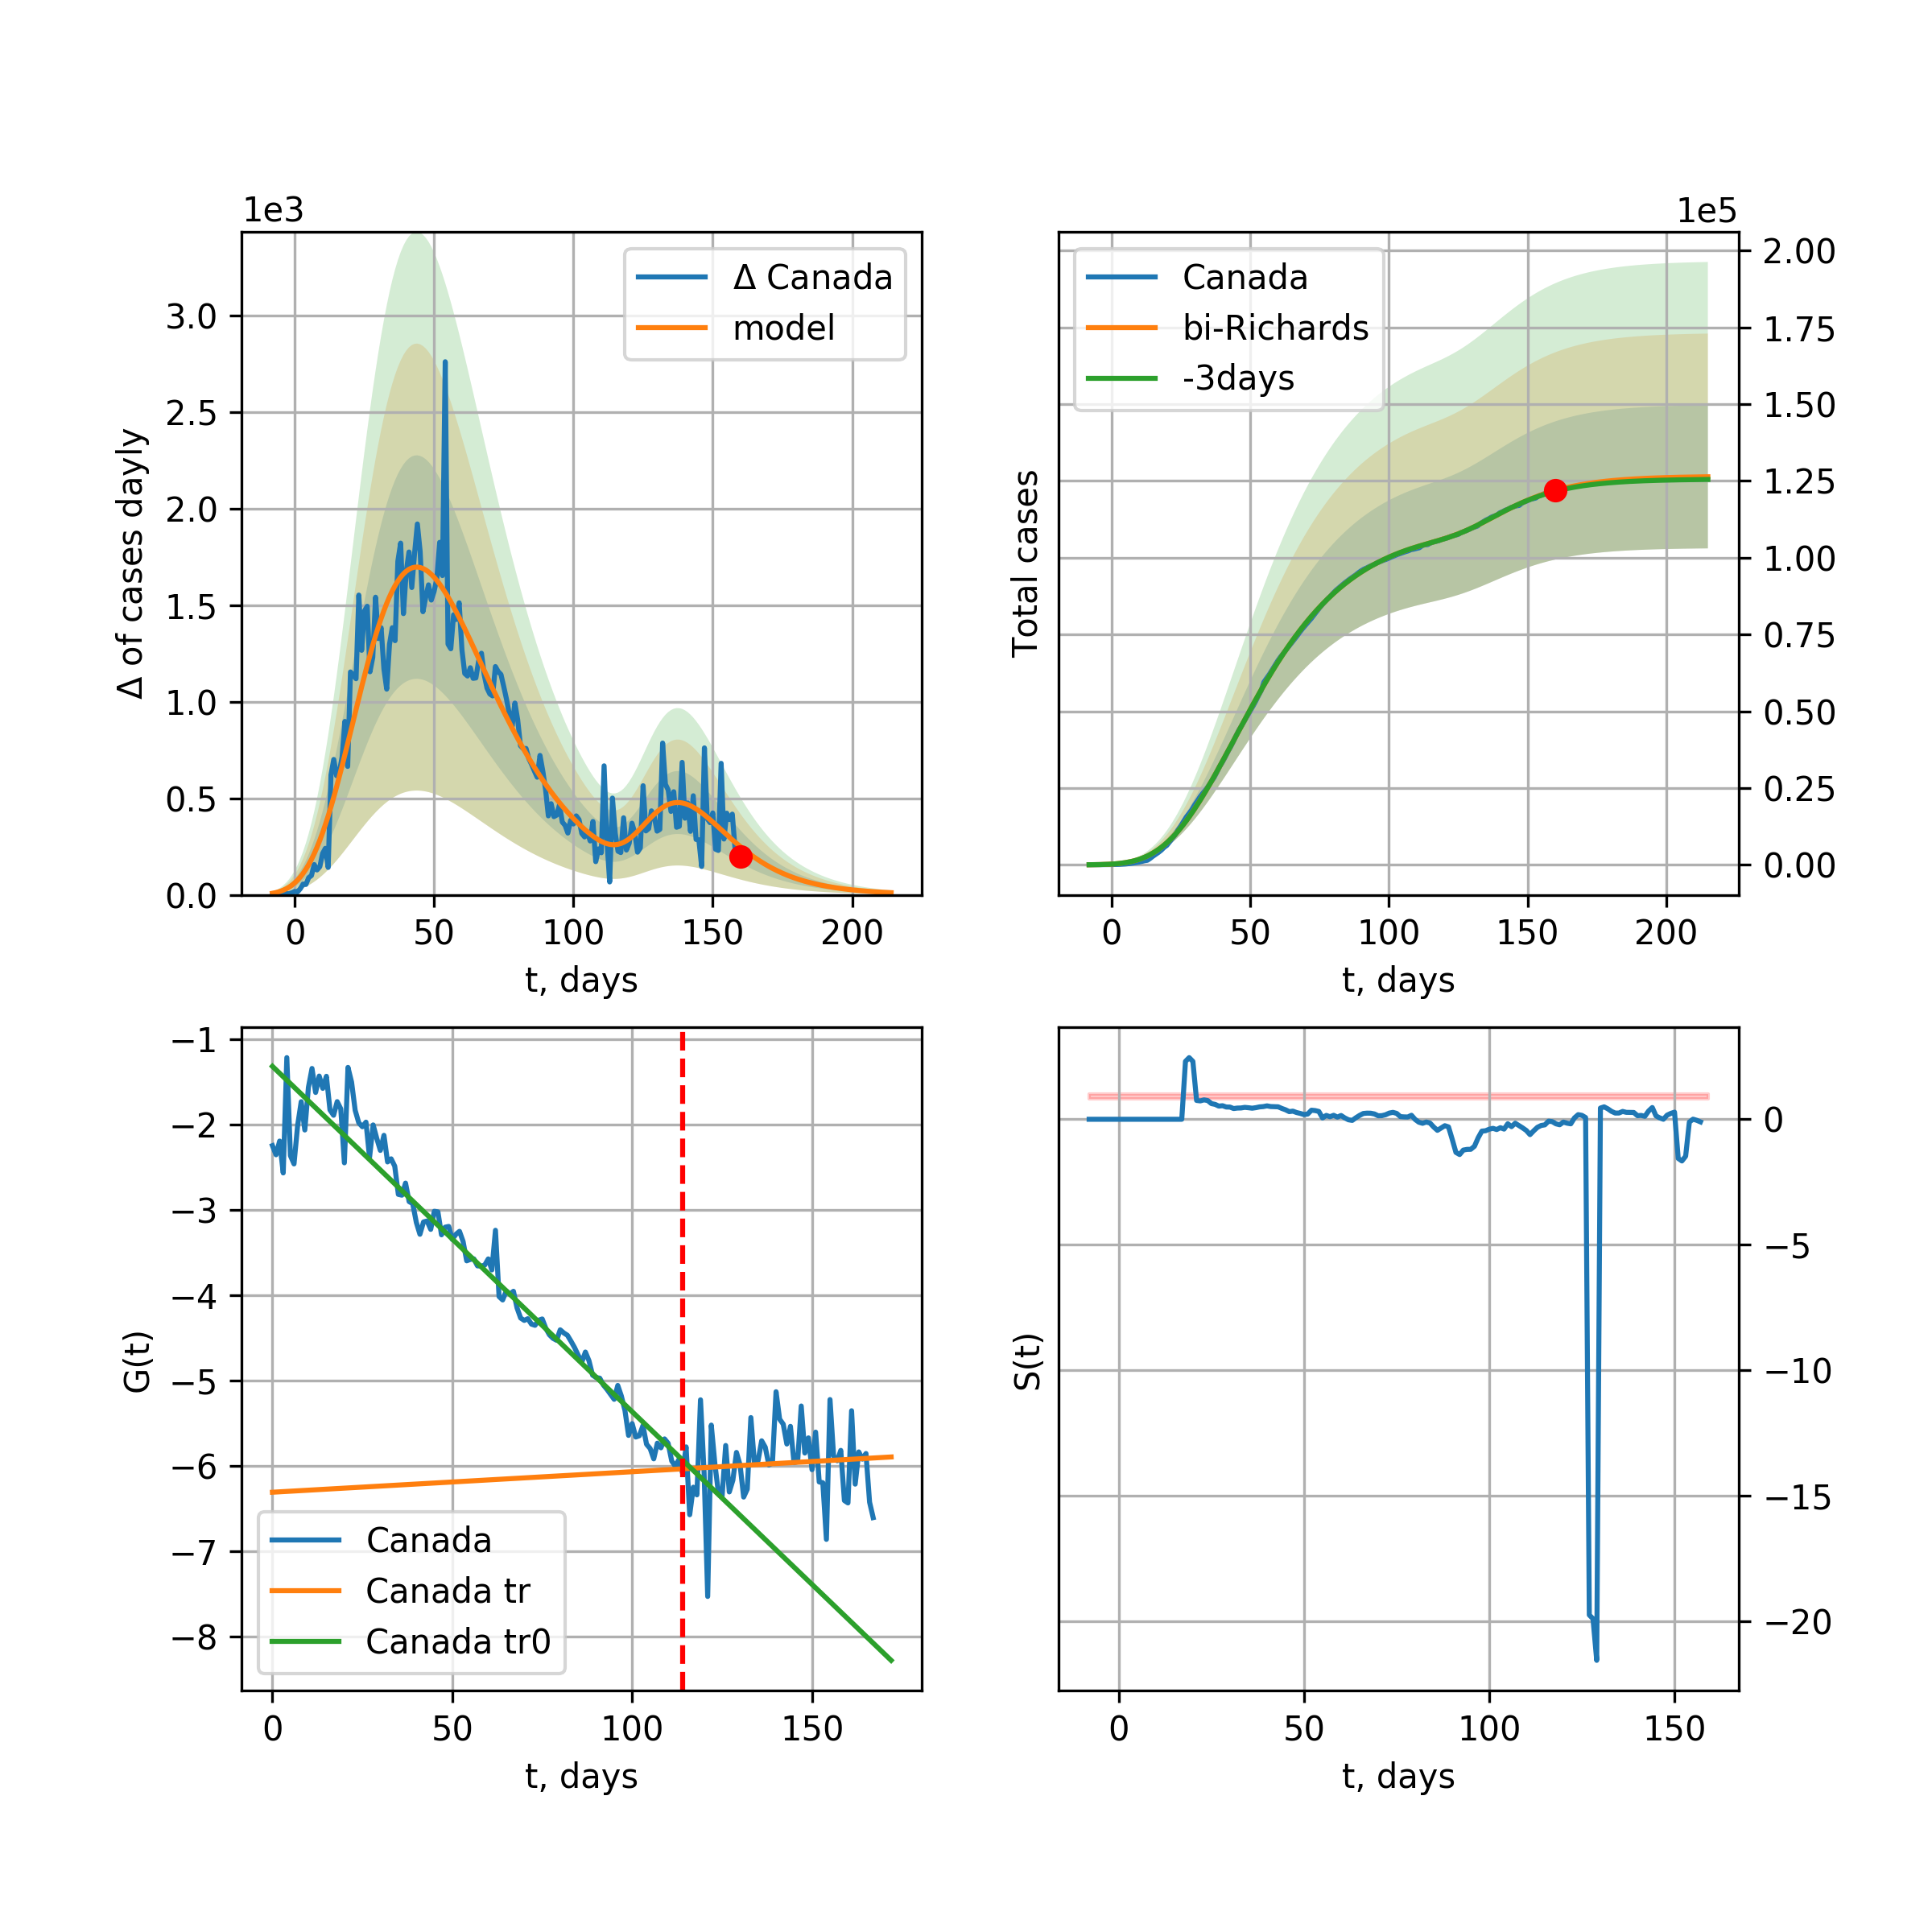 1e3
Δ of cases dayly
3.0
2.5
2.0
1.5
1.0
0.5
0.0
Δ Canada
model
0 50 100 150 200
t, days
1e5
Total cases
Canada
bi-Richards
-3days
2.00
1.75
1.50
1.25
1.00
0.75
0.50
0.25
0.00
0 50 100 150 200
t, days
G(t)
−1
−2
−3
−4
−5
−6
−7
−8
Canada
Canada tr
Canada tr0
0 50 100 150
t, days
S(t)
0
−5
−10
−15
−20
0 50 100 150
t, days